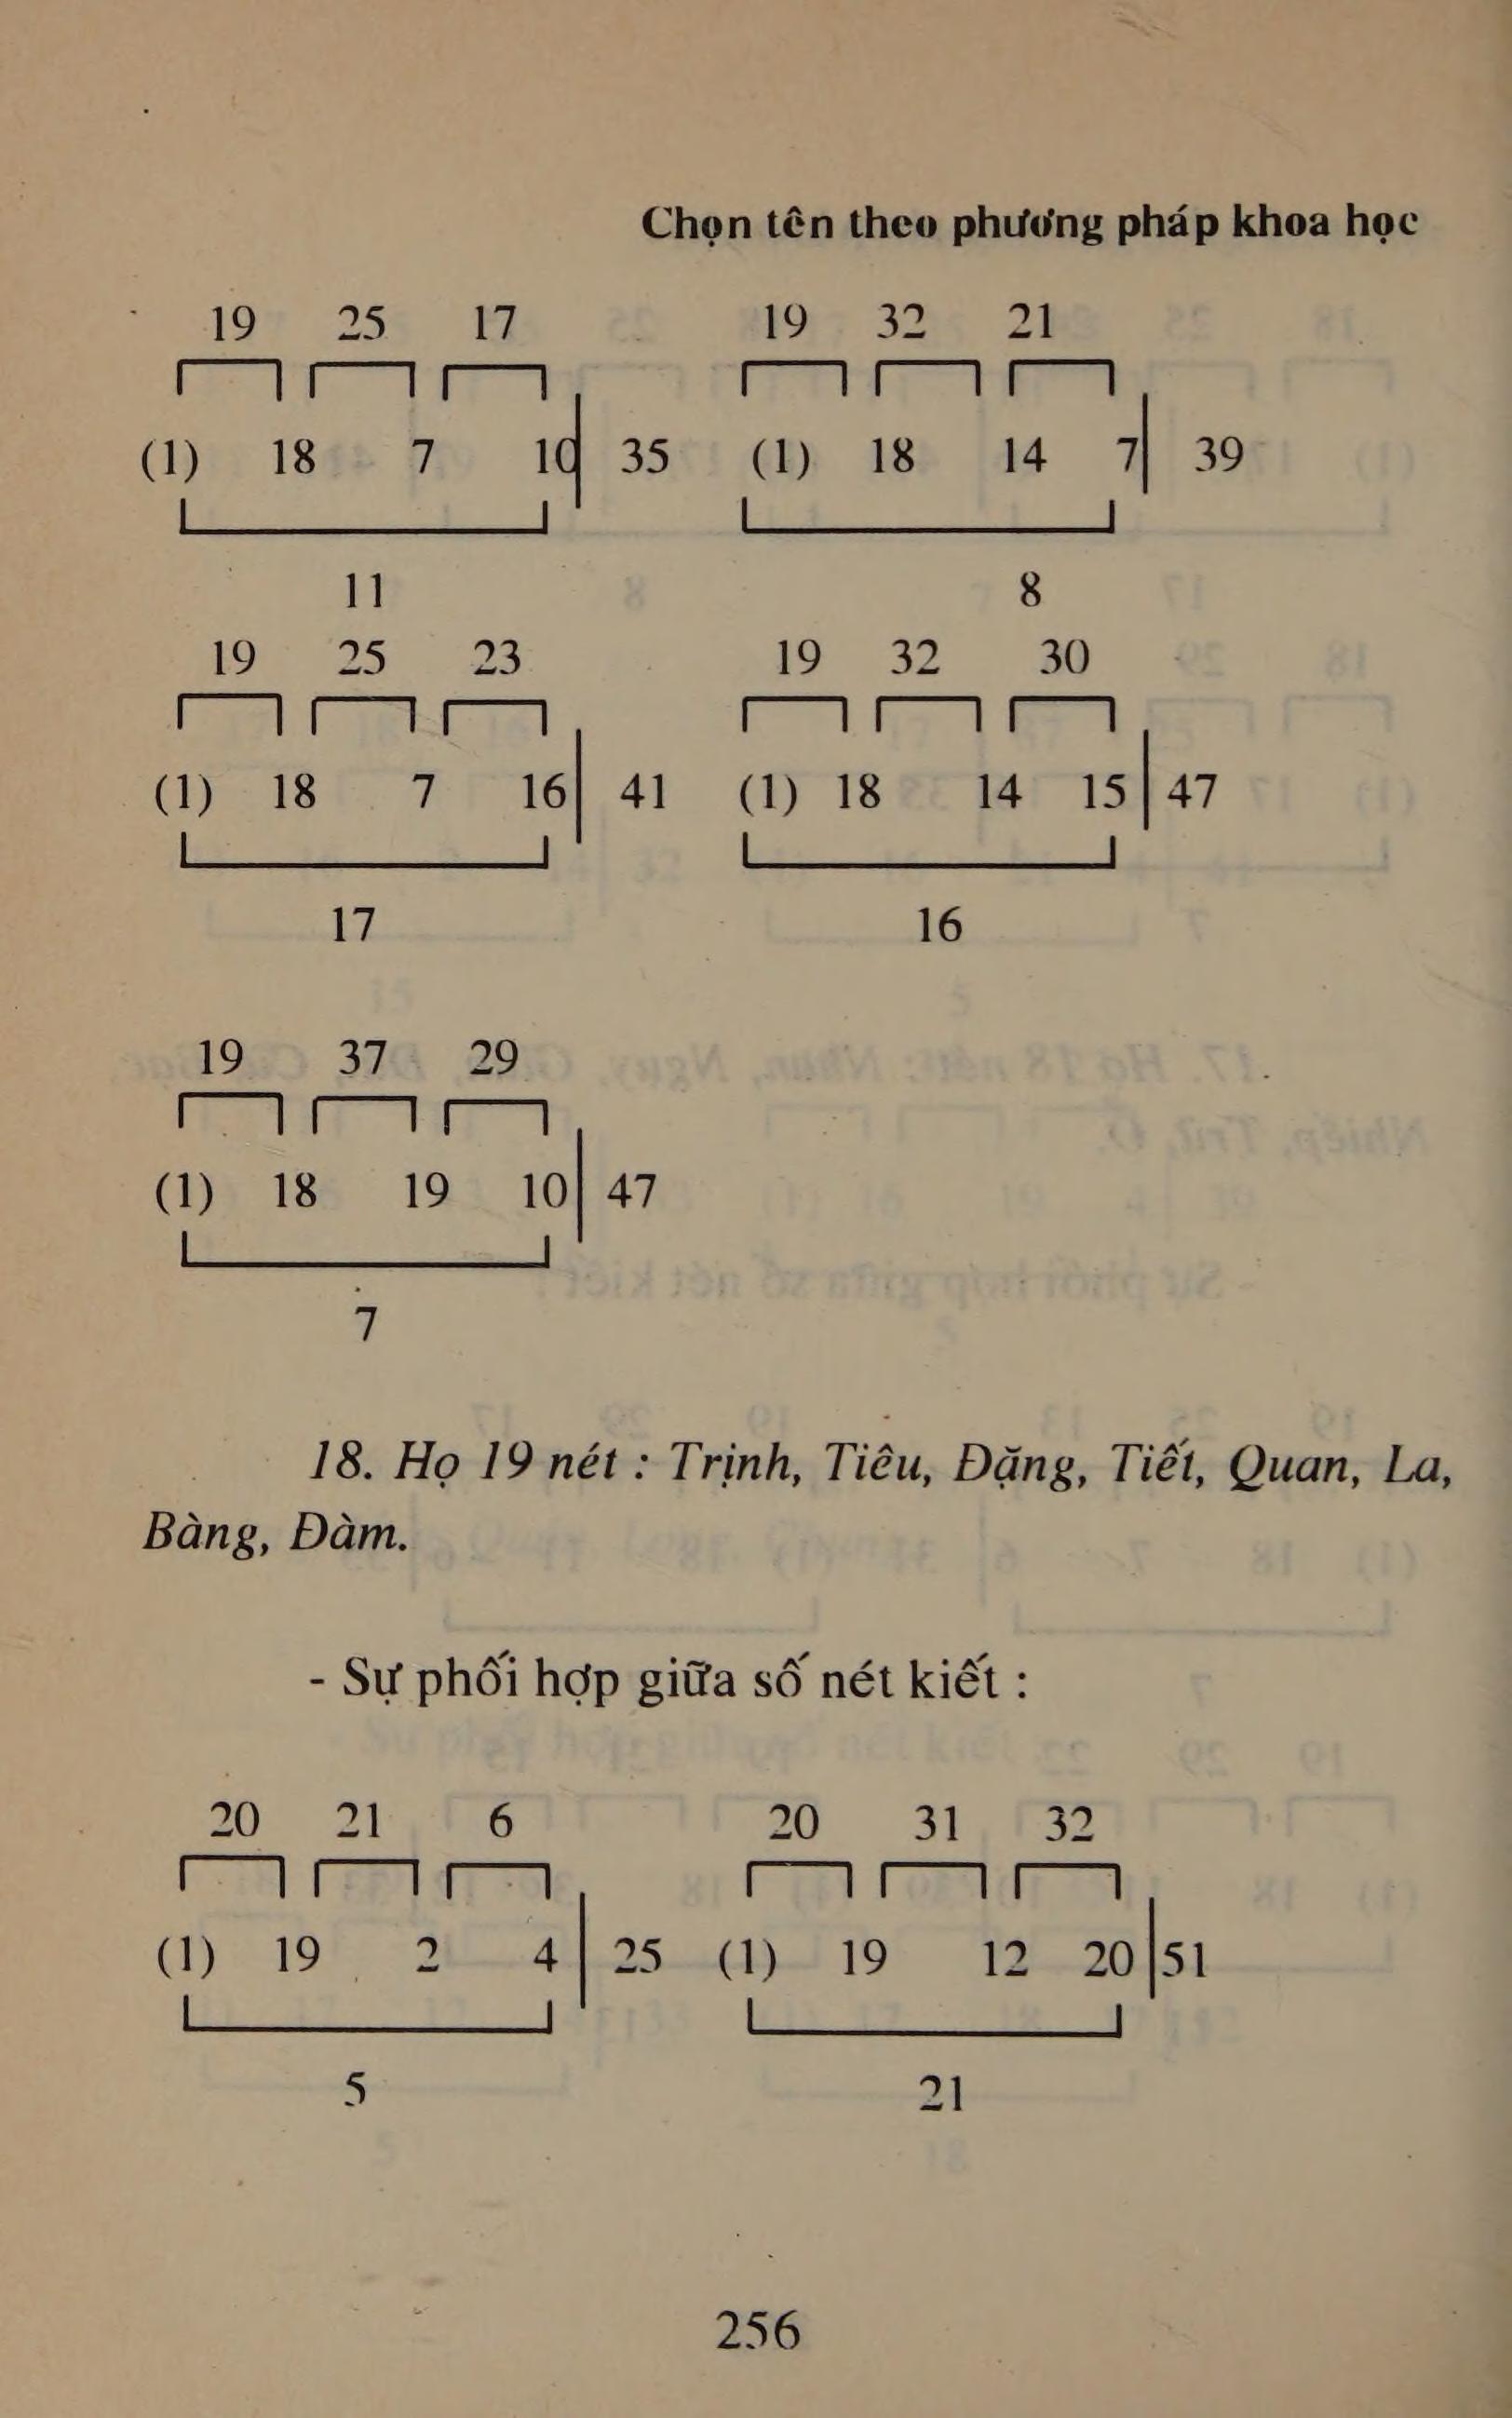 Chọn tên theo phương pháp khoa học
19 25 17 19 32 21
(1) 18 7 10 35 (1) 18 14 7 39
11 8
19 25 23 19 32 30
(1) 18 7 16 41 (1) 18 14 15 47
17 16
19 37 29
(1) 18 19 10 47
7
18. Họ 19 nét : Trịnh, Tiêu, Đặng, Tiết, Quan, La,
Bàng, Đàm.
- Sự phối hợp giữa số nét kiết :
20 21 6 20 31 32
(1) 19 2 4 25 (1) 19 12 20 51
5 21
256